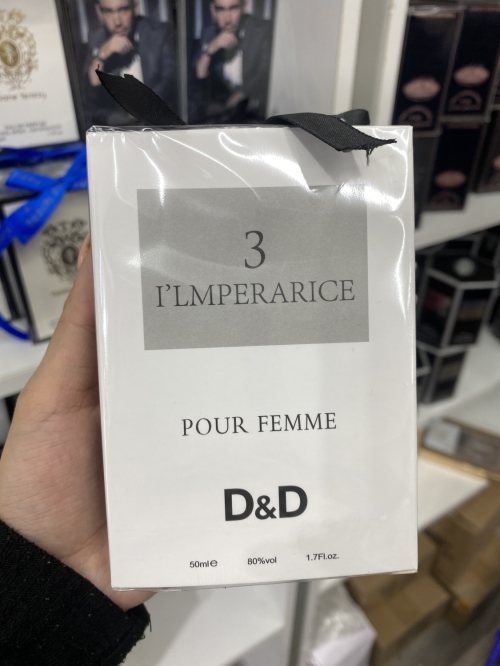 3
I'LMPERARICE
POUR FEMME
D&D
50ml℮ 80%vol 1.7Fl.oz.